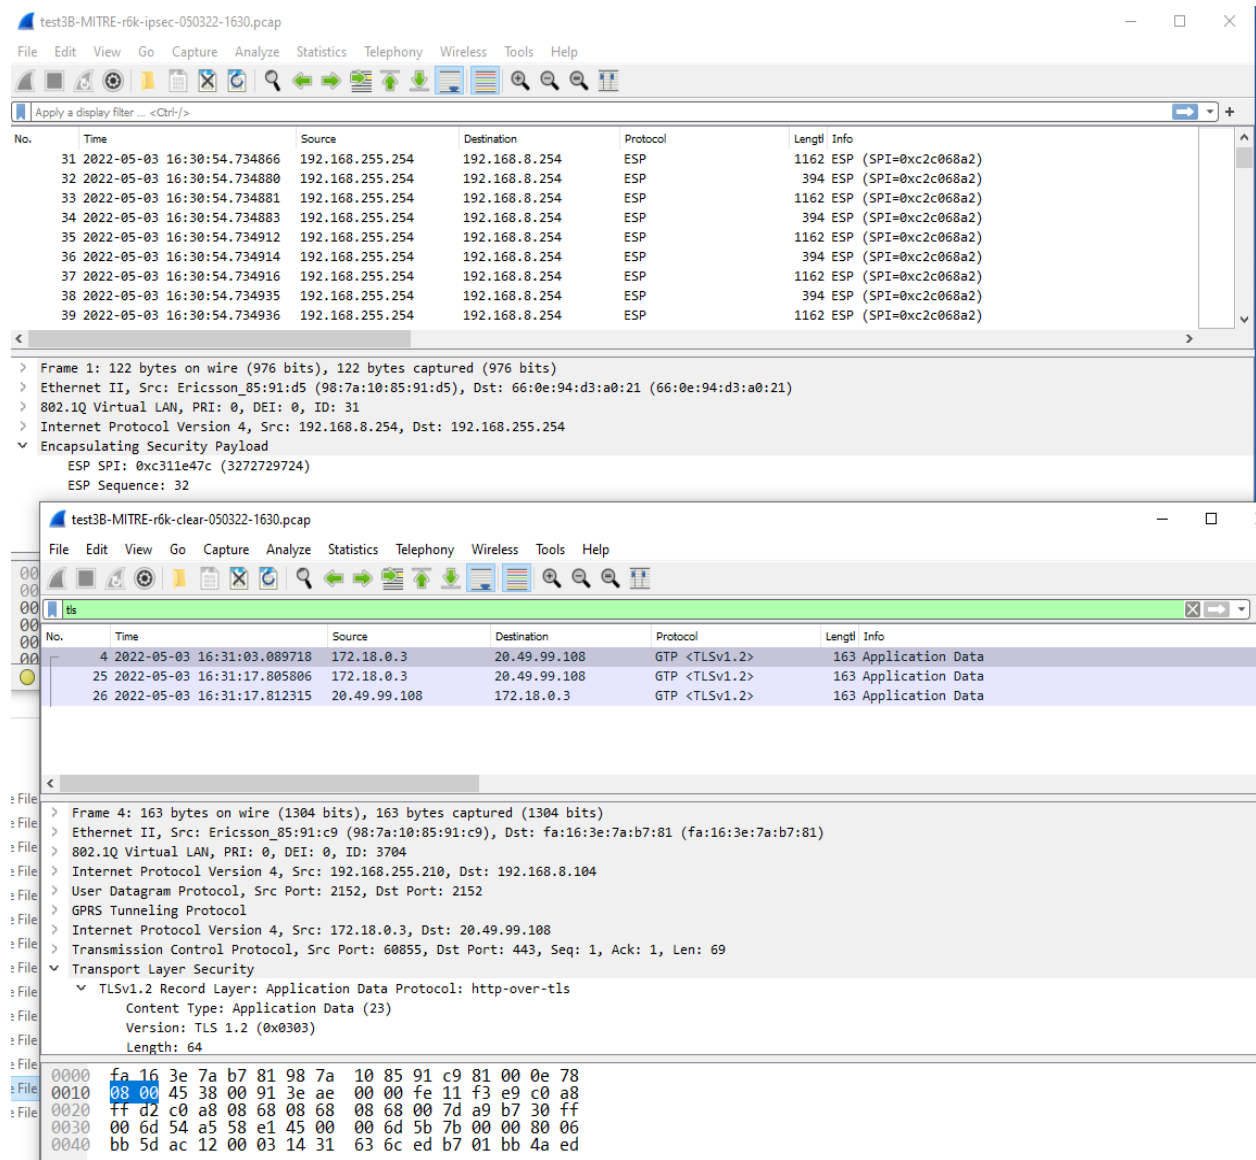 test3B-MITRE-r6k-ipsec-050322-1630.pcap
File Edit View Go Capture Analyze Statistics Telephony Wireless Tools Help
Apply a display filter ... <Ctrl-/>
No. Time Source Destination Protocol Lengtl Info
31 2022-05-03 16:30:54.734866 192.168.255.254 192.168.8.254 ESP 1162 ESP (SPI=0xc2c068a2)
32 2022-05-03 16:30:54.734880 192.168.255.254 192.168.8.254 ESP 394 ESP (SPI=0xc2c068a2)
33 2022-05-03 16:30:54.734881 192.168.255.254 192.168.8.254 ESP 1162 ESP (SPI=0xc2c068a2)
34 2022-05-03 16:30:54.734883 192.168.255.254 192.168.8.254 ESP 394 ESP (SPI=0xc2c068a2)
35 2022-05-03 16:30:54.734912 192.168.255.254 192.168.8.254 ESP 1162 ESP (SPI=0xc2c068a2)
36 2022-05-03 16:30:54.734914 192.168.255.254 192.168.8.254 ESP 394 ESP (SPI=0xc2c068a2)
37 2022-05-03 16:30:54.734916 192.168.255.254 192.168.8.254 ESP 1162 ESP (SPI=0xc2c068a2)
38 2022-05-03 16:30:54.734935 192.168.255.254 192.168.8.254 ESP 394 ESP (SPI=0xc2c068a2)
39 2022-05-03 16:30:54.734936 192.168.255.254 192.168.8.254 ESP 1162 ESP (SPI=0xc2c068a2)
Frame 1: 122 bytes on wire (976 bits), 122 bytes captured (976 bits)
Ethernet II, Src: Ericsson_85:91:d5 (98:7a:10:85:91:d5), Dst: 66:0e:94:d3:a0:21 (66:0e:94:d3:a0:21)
802.1Q Virtual LAN, PRI: 0, DEI: 0, ID: 31
Internet Protocol Version 4, Src: 192.168.8.254, Dst: 192.168.255.254
Encapsulating Security Payload
ESP SPI: 0xc311e47c (3272729724)
ESP Sequence: 32
00
00
00
00
00
00
test3B-MITRE-r6k-clear-050322-1630.pcap
File Edit View Go Capture Analyze Statistics Telephony Wireless Tools Help
tls
No. Time Source Destination Protocol Lengtl Info
4 2022-05-03 16:31:03.089718 172.18.0.3 20.49.99.108 GTP <TLSv1.2> 163 Application Data
25 2022-05-03 16:31:17.805806 172.18.0.3 20.49.99.108 GTP <TLSv1.2> 163 Application Data
26 2022-05-03 16:31:17.812315 20.49.99.108 172.18.0.3 GTP <TLSv1.2> 163 Application Data
Frame 4: 163 bytes on wire (1304 bits), 163 bytes captured (1304 bits)
Ethernet II, Src: Ericsson_85:91:c9 (98:7a:10:85:91:c9), Dst: fa:16:3e:7a:b7:81 (fa:16:3e:7a:b7:81)
802.1Q Virtual LAN, PRI: 0, DEI: 0, ID: 3704
Internet Protocol Version 4, Src: 192.168.255.210, Dst: 192.168.8.104
User Datagram Protocol, Src Port: 2152, Dst Port: 2152
GPRS Tunneling Protocol
Internet Protocol Version 4, Src: 172.18.0.3, Dst: 20.49.99.108
Transmission Control Protocol, Src Port: 60855, Dst Port: 443, Seq: 1, Ack: 1, Len: 69
Transport Layer Security
TLSv1.2 Record Layer: Application Data Protocol: http-over-tls
Content Type: Application Data (23)
Version: TLS 1.2 (0x0303)
Length: 64
0000 fa 16 3e 7a b7 81 98 7a 10 85 91 c9 81 00 0e 78
0010 08 00 45 38 00 91 3e ae 00 00 fe 11 f3 e9 c0 a8
0020 ff d2 c0 a8 08 68 08 68 08 68 00 7d a9 b7 30 ff
0030 00 6d 54 a5 58 e1 45 00 00 6d 5b 7b 00 00 80 06
0040 bb 5d ac 12 00 03 14 31 63 6c ed b7 01 bb 4a ed
e File
e File
e File
e File
e File
e File
e File
e File
e File
e File
e File
e File
e File
e File